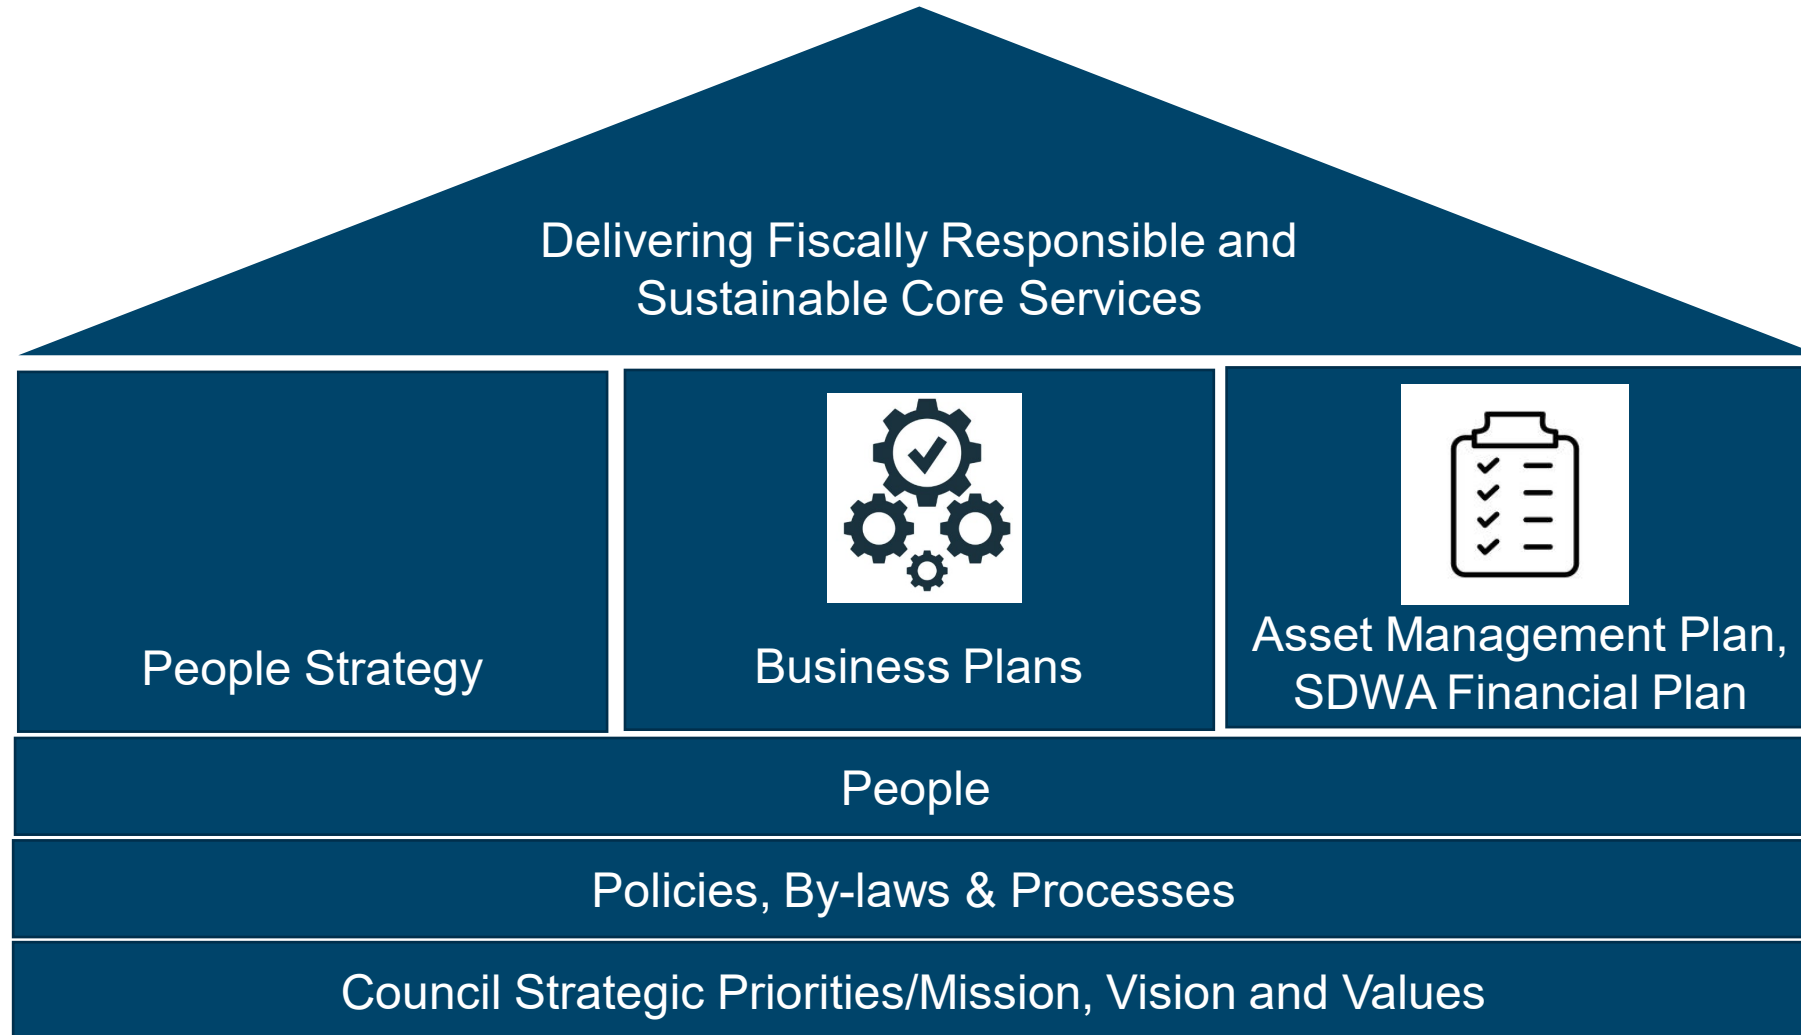 Delivering Fiscally Responsible and
Sustainable Core Services
People Strategy
Business Plans
Asset Management Plan,
SDWA Financial Plan
People
Policies, By-laws & Processes
Council Strategic Priorities/Mission, Vision and Values